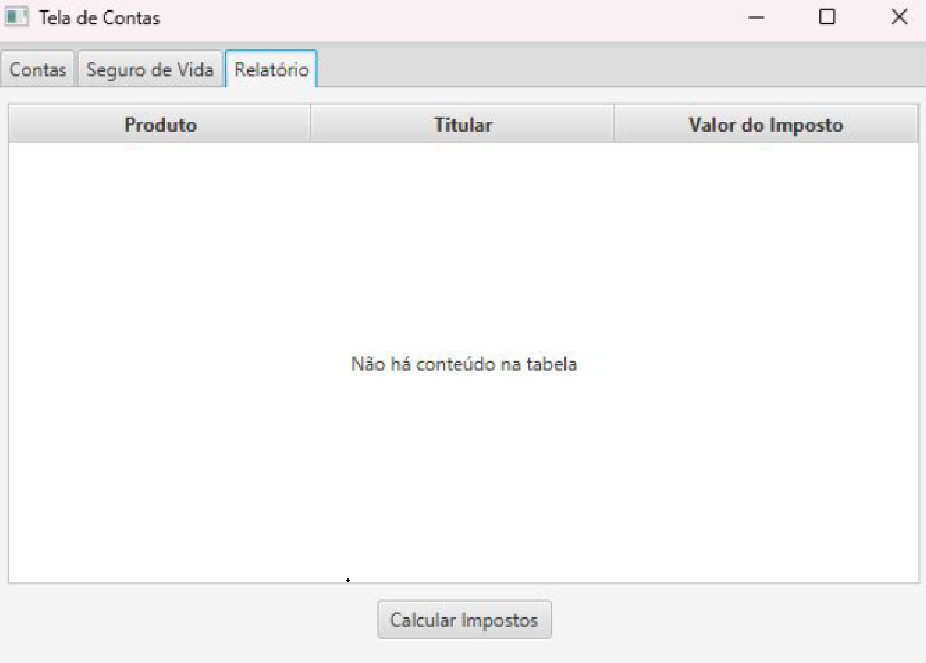 Tela de Contas
Contas Seguro de Vida Relatório
Produto Titular Valor do Imposto
Não há conteúdo na tabela
Calcular Impostos